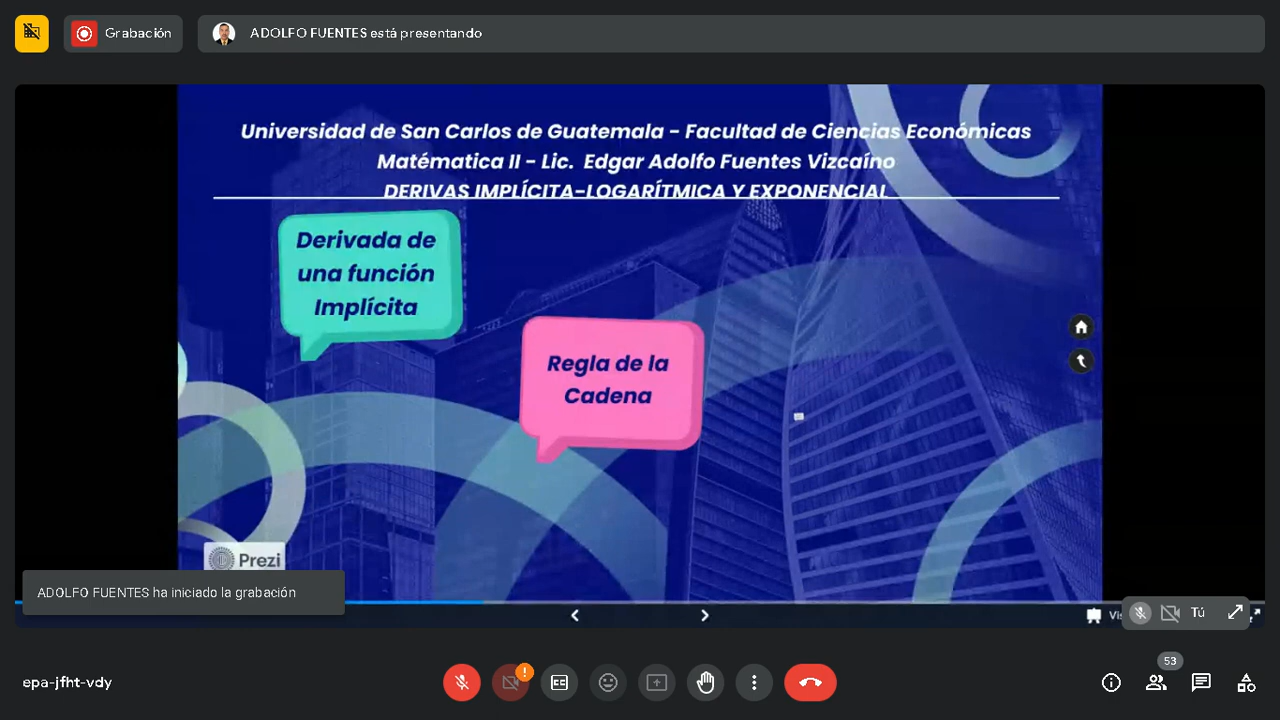 Grabación
ADOLFO FUENTES está presentando
Universidad de San Carlos de Guatemala - Facultad de Ciencias Económicas
Matématica II - Lic. Edgar Adolfo Fuentes Vizcaíno
DERIVAS IMPLÍCITA-LOGARÍTMICA Y EXPONENCIAL
Derivada de
una función
Implícita
Regla de la
Cadena
Prezi
ADOLFO FUENTES ha iniciado la grabación
Tú
epa-jfht-vdy
53